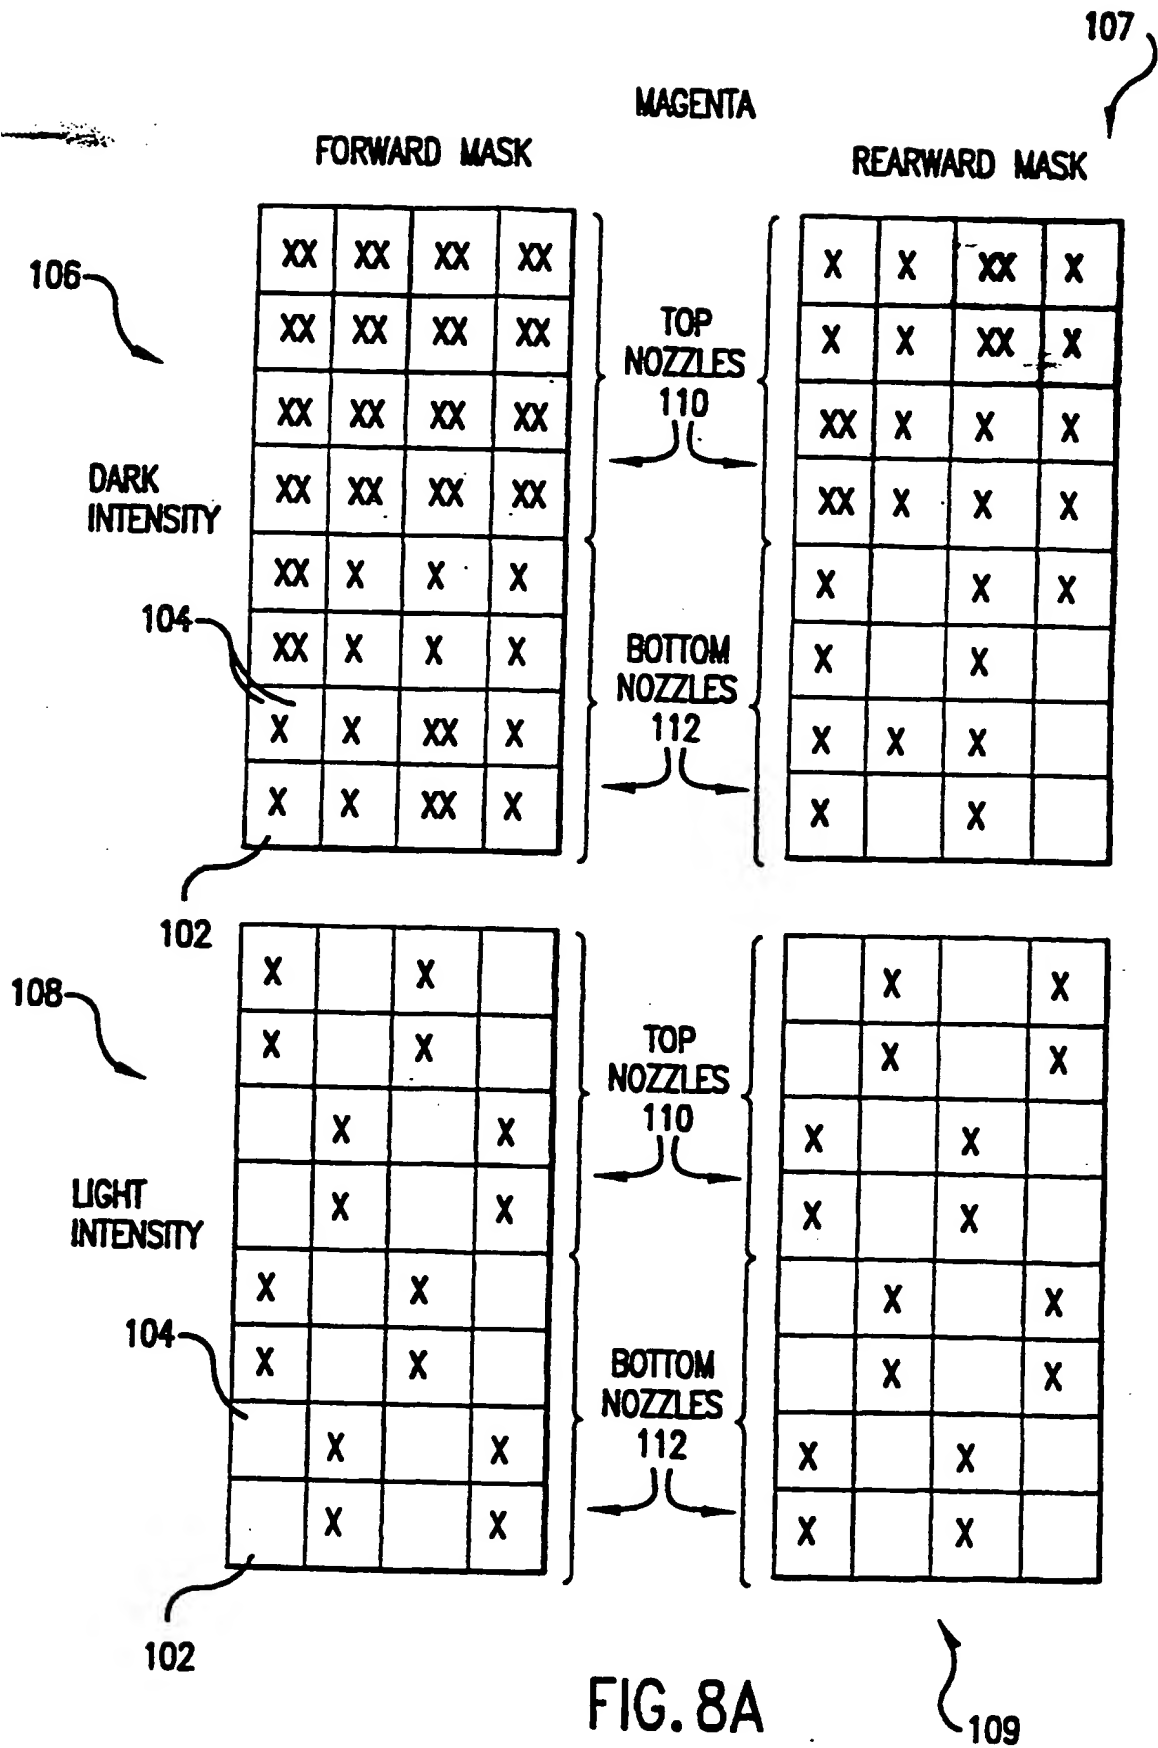 107
MAGENTA
FORWARD MASK
REARWARD MASK
XX XX XX XX
XX XX XX XX
XX XX XX XX
XX XX XX XX
XX X X X
XX X X X
X X XX X
X X XX X
106
DARK
INTENSITY
104
102
TOP
NOZZLES
110
BOTTOM
NOZZLES
112
X X XX X
X X XX X
XX X X X
XX X X X
X X X
X X
X X X
X X
108
LIGHT
INTENSITY
104
102
X X
X X
X X
X X
X X
X X
X X
X X
TOP
NOZZLES
110
BOTTOM
NOZZLES
112
X X
X X
X X
X X
X X
X X
X X
X X
109
FIG. 8A